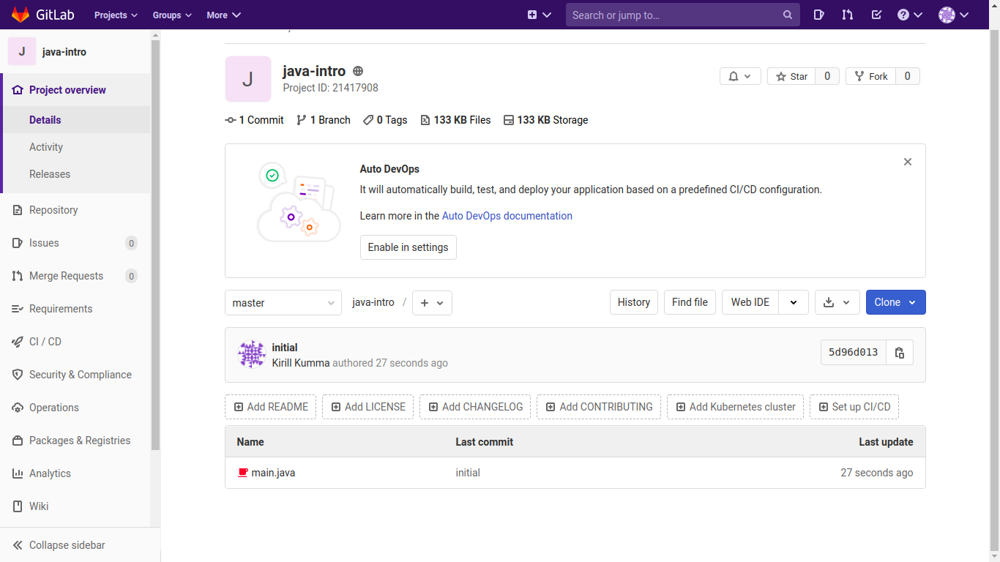 GitLab Projects Groups More Search or jump to...
J java-intro
Project overview
Details
Activity
Releases
Repository
Issues 0
Merge Requests 0
Requirements
CI / CD
Security & Compliance
Operations
Packages & Registries
Analytics
Wiki
Collapse sidebar
J java-intro
Project ID: 21417908
Star 0 Fork 0
1 Commit 1 Branch 0 Tags 133 KB Files 133 KB Storage
Auto DevOps
It will automatically build, test, and deploy your application based on a predefined CI/CD configuration.
Learn more in the Auto DevOps documentation
Enable in settings
master java-intro / + History Find file Web IDE Clone
initial
Kirill Kumma authored 27 seconds ago
5d96d013
Add README Add LICENSE Add CHANGELOG Add CONTRIBUTING Add Kubernetes cluster Set up CI/CD
Name Last commit Last update
main.java initial 27 seconds ago